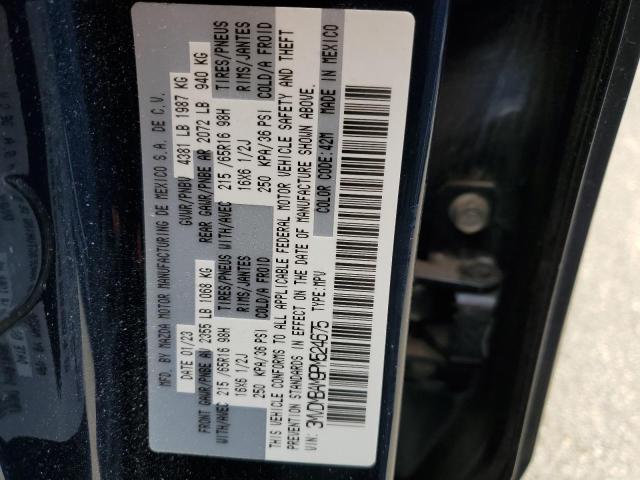 MFD. BY MAZDA MOTOR MANUFACTURING DE MEXICO S.A. DE C.V.
DATE 01/23 GVWR/PNBV 4381 LB 1987 KG
FRONT GAWR/PNBE AV 2355 LB 1068 KG REAR GAWR/PNBE AR 2072 LB 940 KG
WITH/AVEC 215 /65R16 98H TIRES/PNEUS WITH/AVEC 215 /65R16 98H TIRES/PNEUS
16X6 1/2J RIMS/JANTES 16X6 1/2J RIMS/JANTES
250 KPA/36 PSI COLD/A FROID 250 KPA/36 PSI COLD/A FROID
THIS VEHICLE CONFORMS TO ALL APPLICABLE FEDERAL MOTOR VEHICLE SAFETY AND THEFT
PREVENTION STANDARDS IN EFFECT ON THE DATE OF MANUFACTURE SHOWN ABOVE.
VIN: 3MVDMBAM9PM524675 TYPE:MPV COLOR CODE:42M MADE IN MEXICO